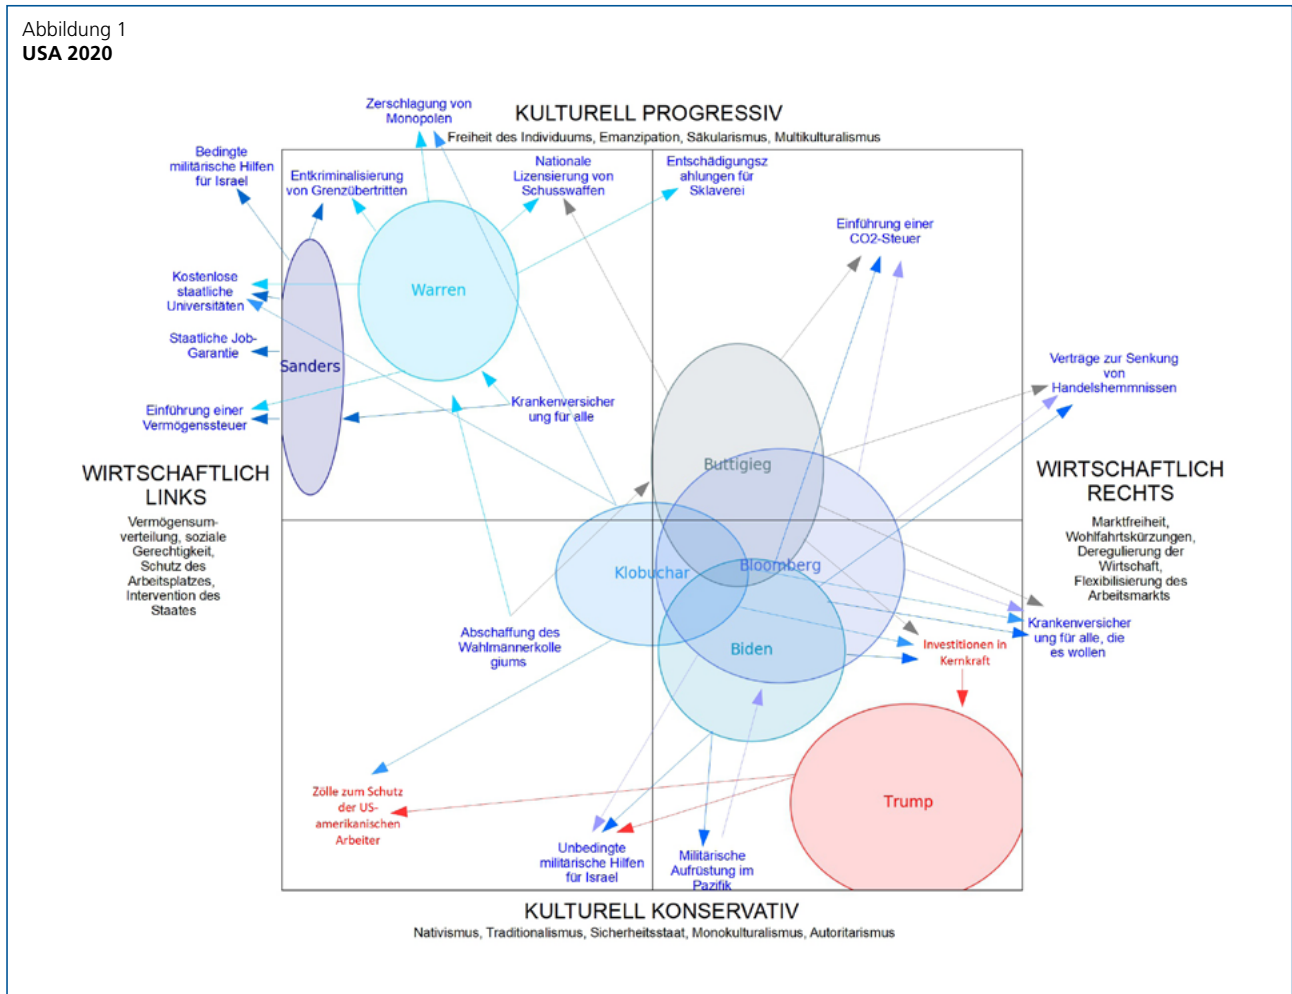 Abbildung 1
USA 2020
Zerschlagung von
Monopolen
KULTURELL PROGRESSIV
Freiheit des Individuums, Emanzipation, Säkularismus, Multikulturalismus
Bedingte
militärische Hilfen
für Israel
Entkriminalisierung
von Grenzübertritten
Nationale
Lizensierung von
Schusswaffen
Entschädigungsz
ahlungen für
Sklaverei
Einführung einer
CO2-Steuer
Kostenlose
staatliche
Universitäten
Warren
Staatliche Job-
Garantie
Sanders
Verträge zur Senkung
von
Handelshemmnissen
Einführung einer
Vermögenssteuer
Krankenversicher
ung für alle
WIRTSCHAFTLICH
LINKS
Vermögensum-
verteilung, soziale
Gerechtigkeit,
Schutz des
Arbeitsplatzes,
Intervention des
Staates
Buttigieg
WIRTSCHAFTLICH
RECHTS
Marktfreiheit,
Wohlfahrtskürzungen,
Deregulierung der
Wirtschaft,
Flexibilisierung des
Arbeitsmarkts
Klobuchar
Bloomberg
Abschaffung des
Wahlmännerkolle
giums
Biden
Investitionen in
Kernkraft
Krankenversicher
ung für alle, die
es wollen
Zölle zum Schutz
der US-
amerikanischen
Arbeiter
Trump
Unbedingte
militärische Hilfen
für Israel
Militärische
Aufrüstung im
Pazifik
KULTURELL KONSERVATIV
Nativismus, Traditionalismus, Sicherheitsstaat, Monokulturalismus, Autoritarismus